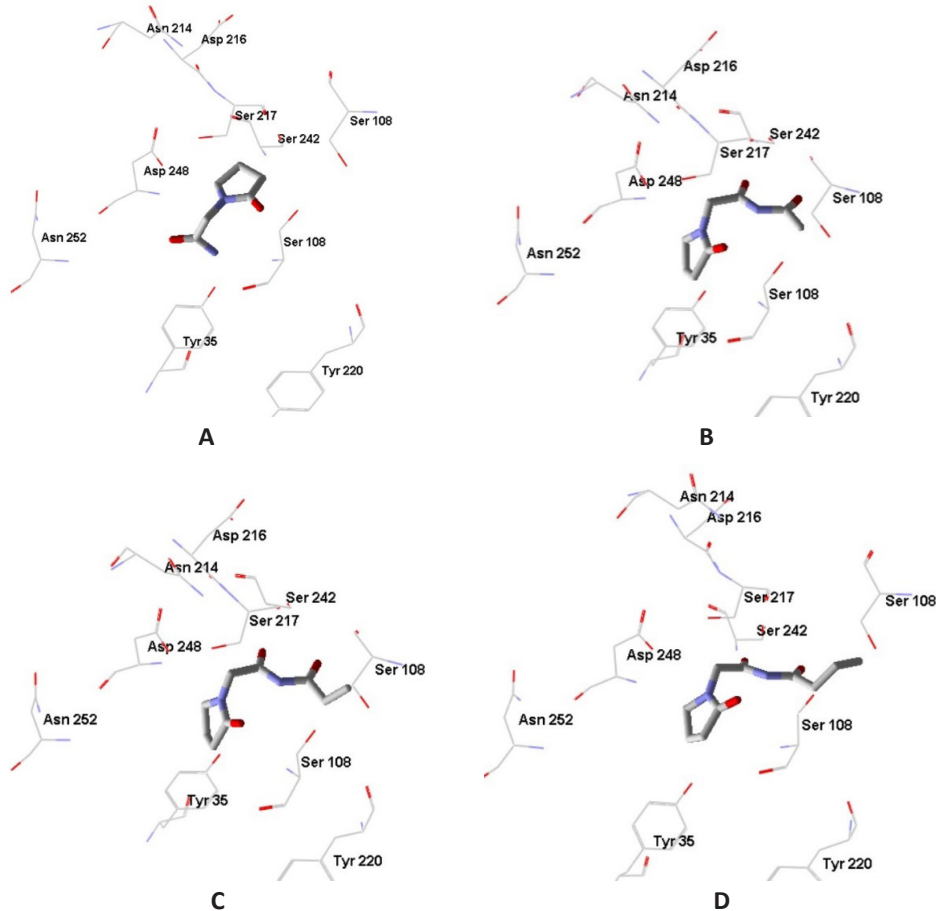 Asn 214
Asp 216
Ser 217
Ser 108
Ser 242
Asp 248
Asn 252
Ser 108
Tyr 35
Tyr 220
A
Asp 216
Asn 214
Ser 242
Ser 217
Asp 248
Ser 108
Asn 252
Ser 108
Tyr 35
Tyr 220
B
Asp 216
Asn 214
Ser 242
Ser 217
Asp 248
Ser 108
Asn 252
Ser 108
Tyr 35
Tyr 220
C
Asn 214
Asp 216
Ser 217
Ser 108
Ser 242
Asp 248
Asn 252
Ser 108
Tyr 35
Tyr 220
D